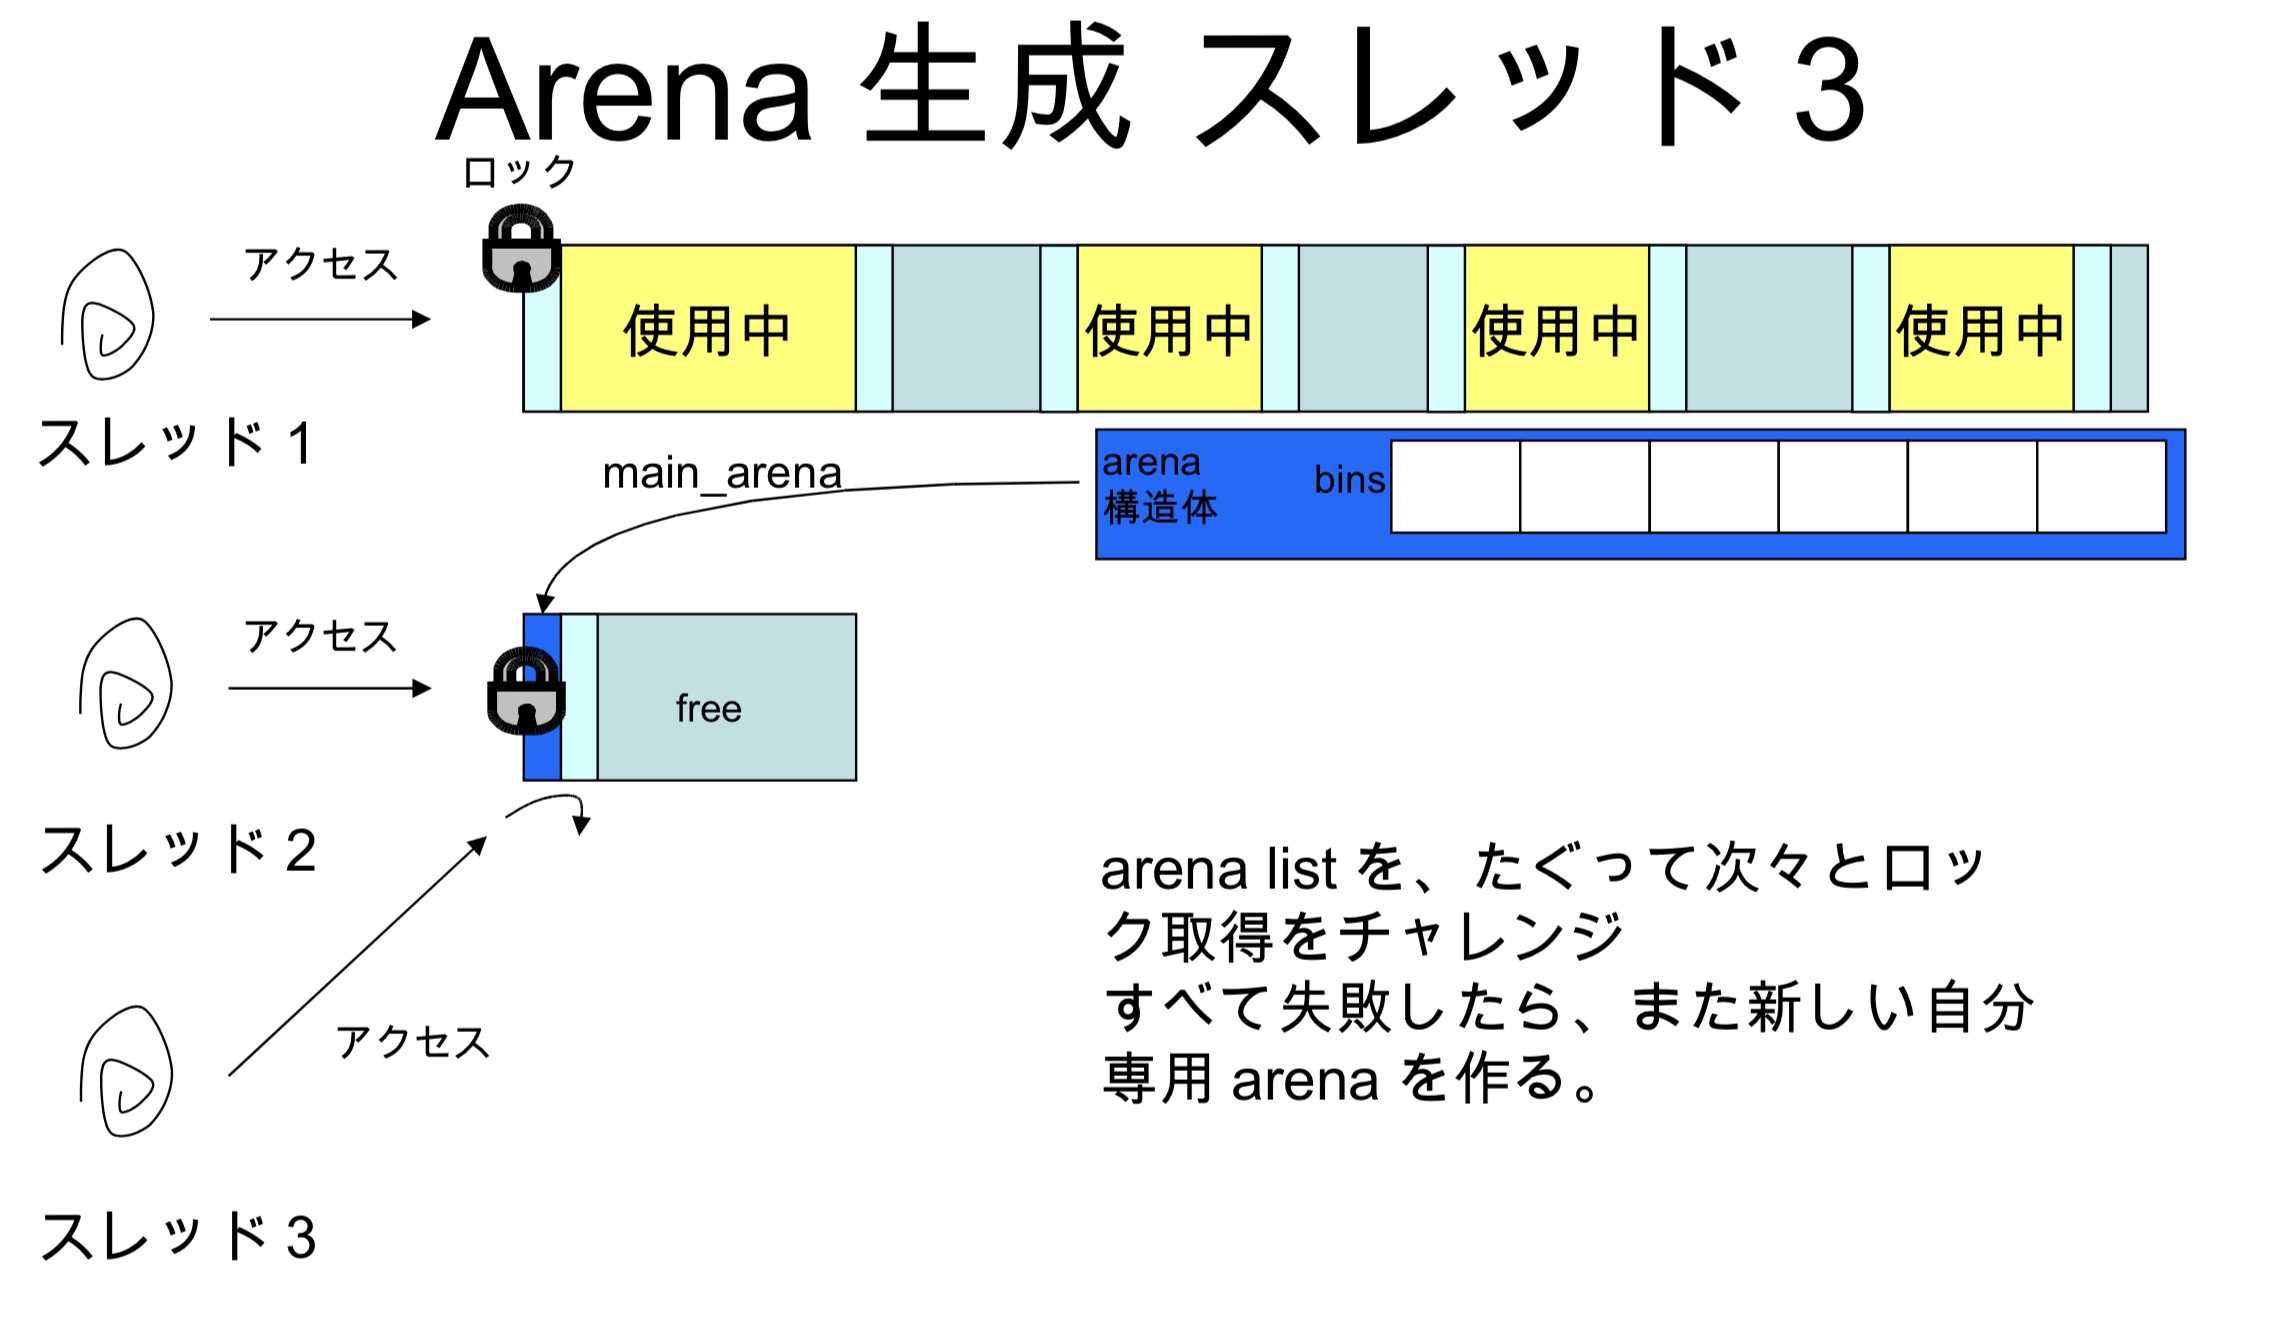 Arena 生成 スレッド 3
ロック
アクセス
使用中
使用中
使用中
使用中
スレッド 1
main_arena
arena
構造体
bins
アクセス
free
スレッド 2
arena list を、たぐって次々とロッ
ク取得をチャレンジ
すべて失敗したら、また新しい自分
専用 arena を作る。
アクセス
スレッド 3